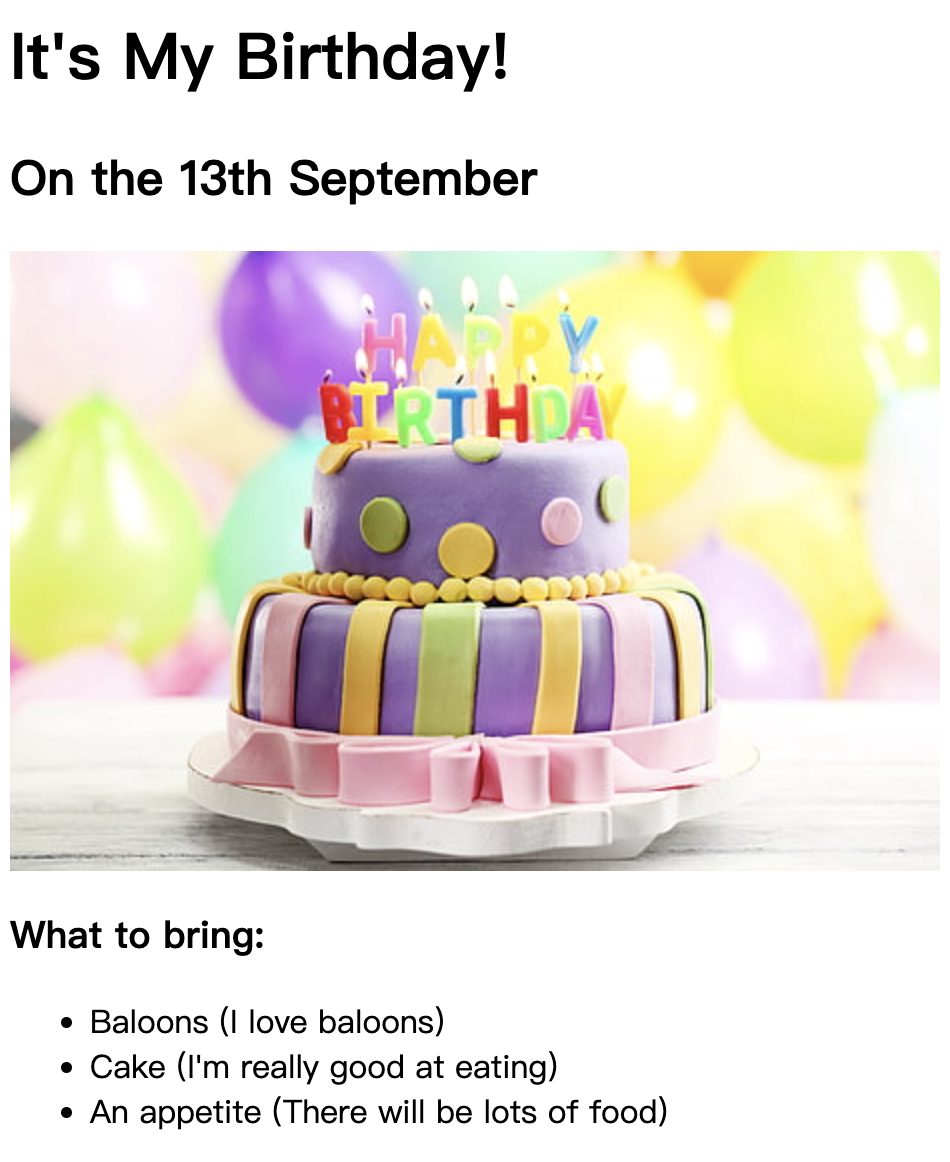 It's My Birthday!
On the 13th September
HAPPY
BIRTHDAY
What to bring:
Baloons (I love baloons)
Cake (I'm really good at eating)
An appetite (There will be lots of food)